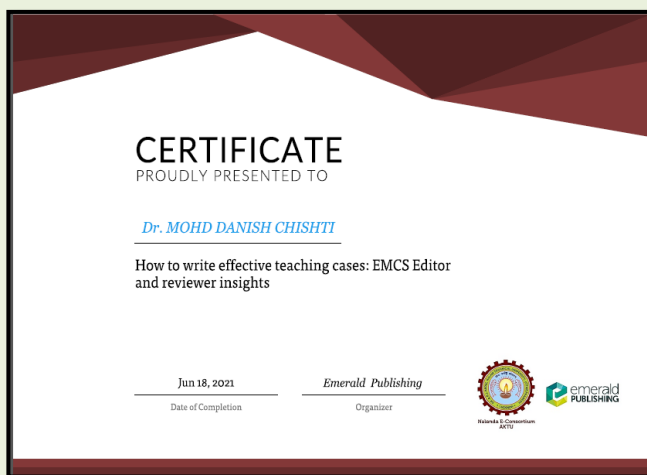 CERTIFICATE
PROUDLY PRESENTED TO
Dr. MOHD DANISH CHISHTI
How to write effective teaching cases: EMCS Editor
and reviewer insights
Jun 18, 2021
Emerald Publishing
Date of Completion
Organizer
Nalanda E-Consortium
AKTU
emerald
PUBLISHING